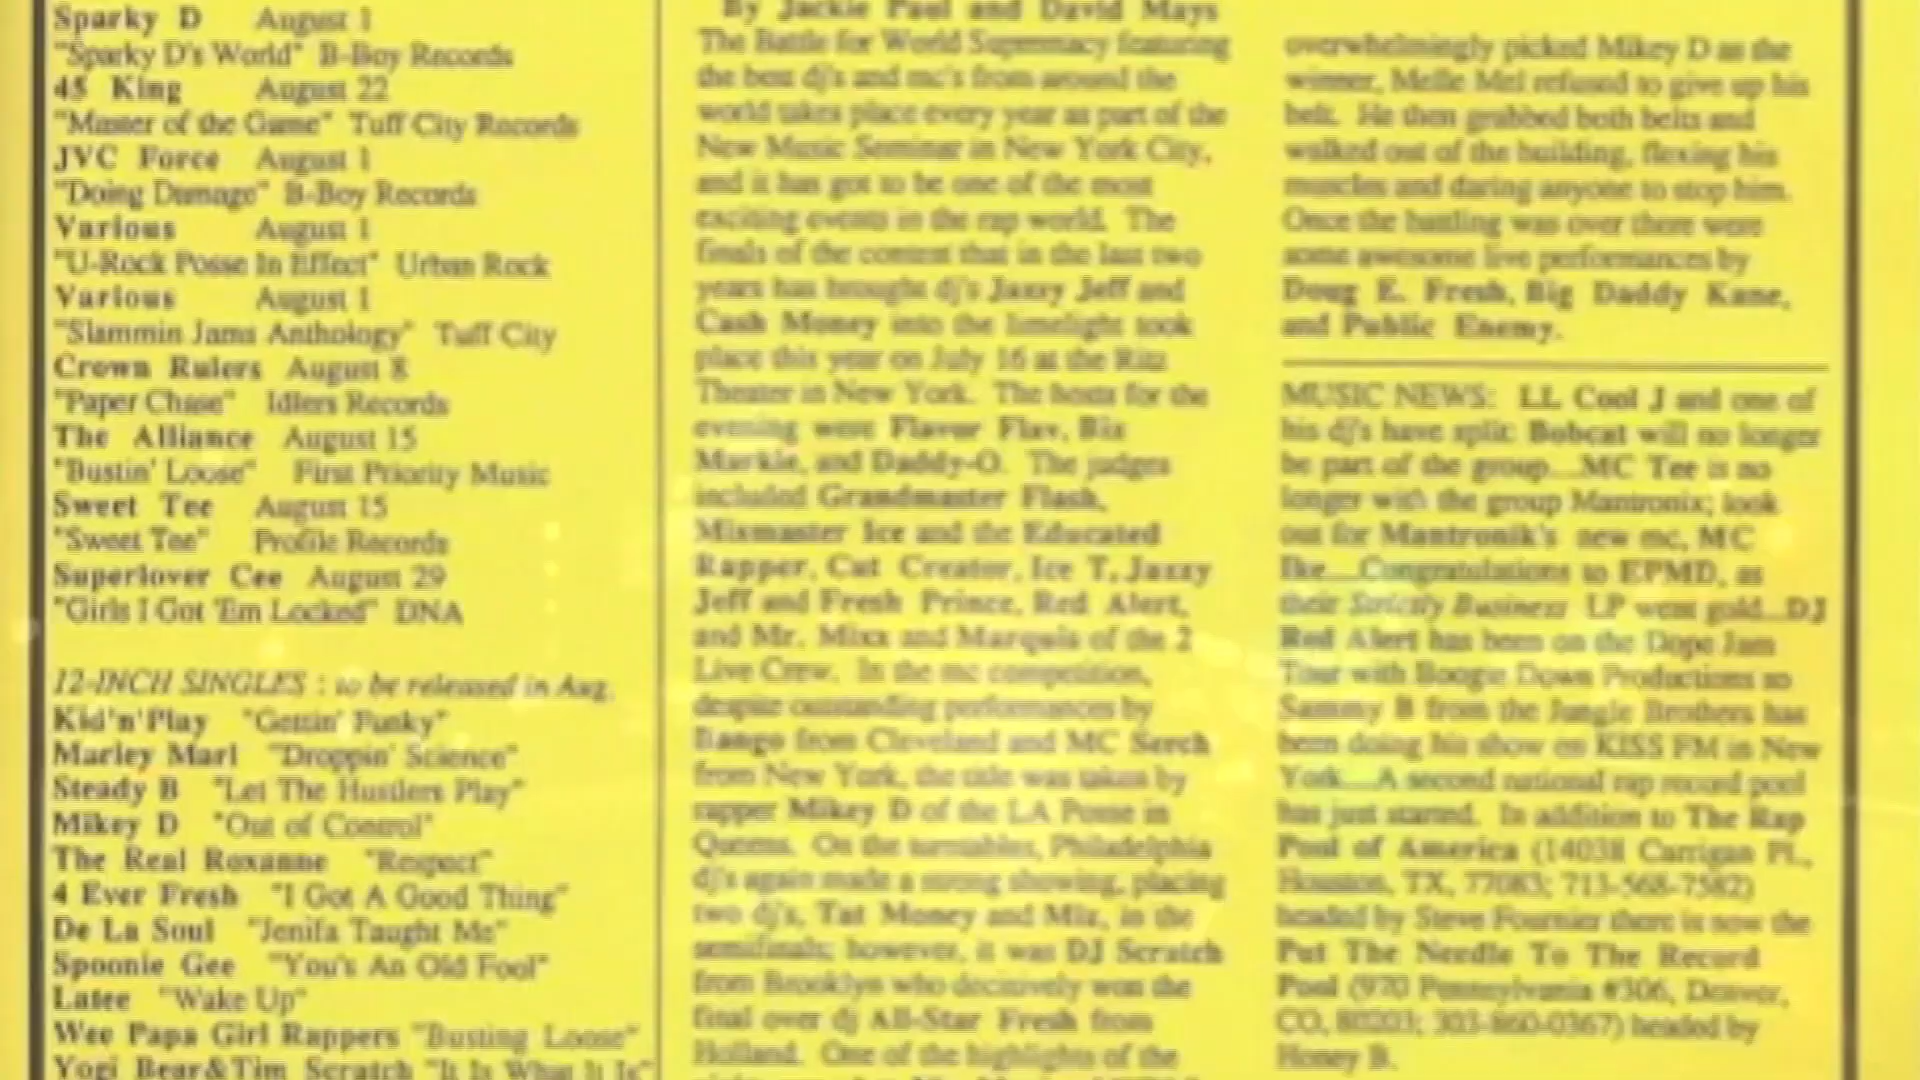 Sparky D August 1
"Sparky D's World" B-Boy Records
45 King August 22
"Master of the Game" Tuff City Records
JVC Force August 1
"Doing Damage" B-Boy Records
Various August 1
"U-Rock Posse In Effect" Urban Rock
Various August 1
"Slammin Jams Anthology" Tuff City
Crown Rulers August 8
"Paper Chase" Idlers Records
The Alliance August 15
"Bustin' Loose" First Priority Music
Sweet Tee August 15
"Sweet Tee" Profile Records
Superlover Cee August 29
"Girls I Got 'Em Locked" DNA
12-INCH SINGLES : to be released in Aug.
Kid'n'Play "Gettin' Funky"
Marley Marl "Droppin' Science"
Steady B "Let The Hustlers Play"
Mikey D "Out of Control"
The Real Roxanne "Respect"
4 Ever Fresh "I Got A Good Thing"
De La Soul "Jenifa Taught Me"
Spoonie Gee "You's An Old Fool"
Latee "Wake Up"
Wee Papa Girl Rappers "Busting Loose"
Yogi Bear&Tim Scratch "It Is What It Is"
By Jackie Paul and David Mays
The Battle for World Supremacy featuring
the best dj's and mc's from around the
world takes place every year as part of the
New Music Seminar in New York City,
and it has got to be one of the most
exciting events in the rap world. The
finals of the contest that in the last two
years has brought dj's Jazzy Jeff and
Cash Money into the limelight took
place this year on July 16 at the Ritz
Theater in New York. The hosts for the
evening were Flavor Flav, Biz
Markie, and Daddy-O. The judges
included Grandmaster Flash,
Mixmaster Ice and the Educated
Rapper, Cut Creator, Ice T, Jazzy
Jeff and Fresh Prince, Red Alert,
and Mr. Mixx and Marquis of the 2
Live Crew. In the mc competition,
despite outstanding performances by
Bango from Cleveland and MC Serch
from New York, the title was taken by
rapper Mikey D of the LA Posse in
Queens. On the turntables, Philadelphia
dj's again made a strong showing, placing
two dj's, Tat Money and Miz, in the
semifinals; however, it was DJ Scratch
from Brooklyn who decisively won the
final over dj All-Star Fresh from
Holland. One of the highlights of the
overwhelmingly picked Mikey D as the
winner, Melle Mel refused to give up his
belt. He then grabbed both belts and
walked out of the building, flexing his
muscles and daring anyone to stop him.
Once the battling was over there were
some awesome live performances by
Doug E. Fresh, Big Daddy Kane,
and Public Enemy.
MUSIC NEWS: LL Cool J and one of
his dj's have split: Bobcat will no longer
be part of the group....MC Tee is no
longer with the group Mantronix; look
out for Mantronik's new mc, MC
Ike....Congratulations to EPMD, as
their Strictly Business LP went gold...DJ
Red Alert has been on the Dope Jam
Tour with Boogie Down Productions so
Sammy B from the Jungle Brothers has
been doing his show on KISS FM in New
York....A second national rap record pool
has just started. In addition to The Rap
Pool of America (14038 Carrigan Pl.,
Houston, TX, 77083; 713-568-7582)
headed by Steve Fournier there is now the
Put The Needle To The Record
Pool (970 Pennsylvania #306, Denver,
CO, 80203; 303-860-0367) headed by
Honey B.